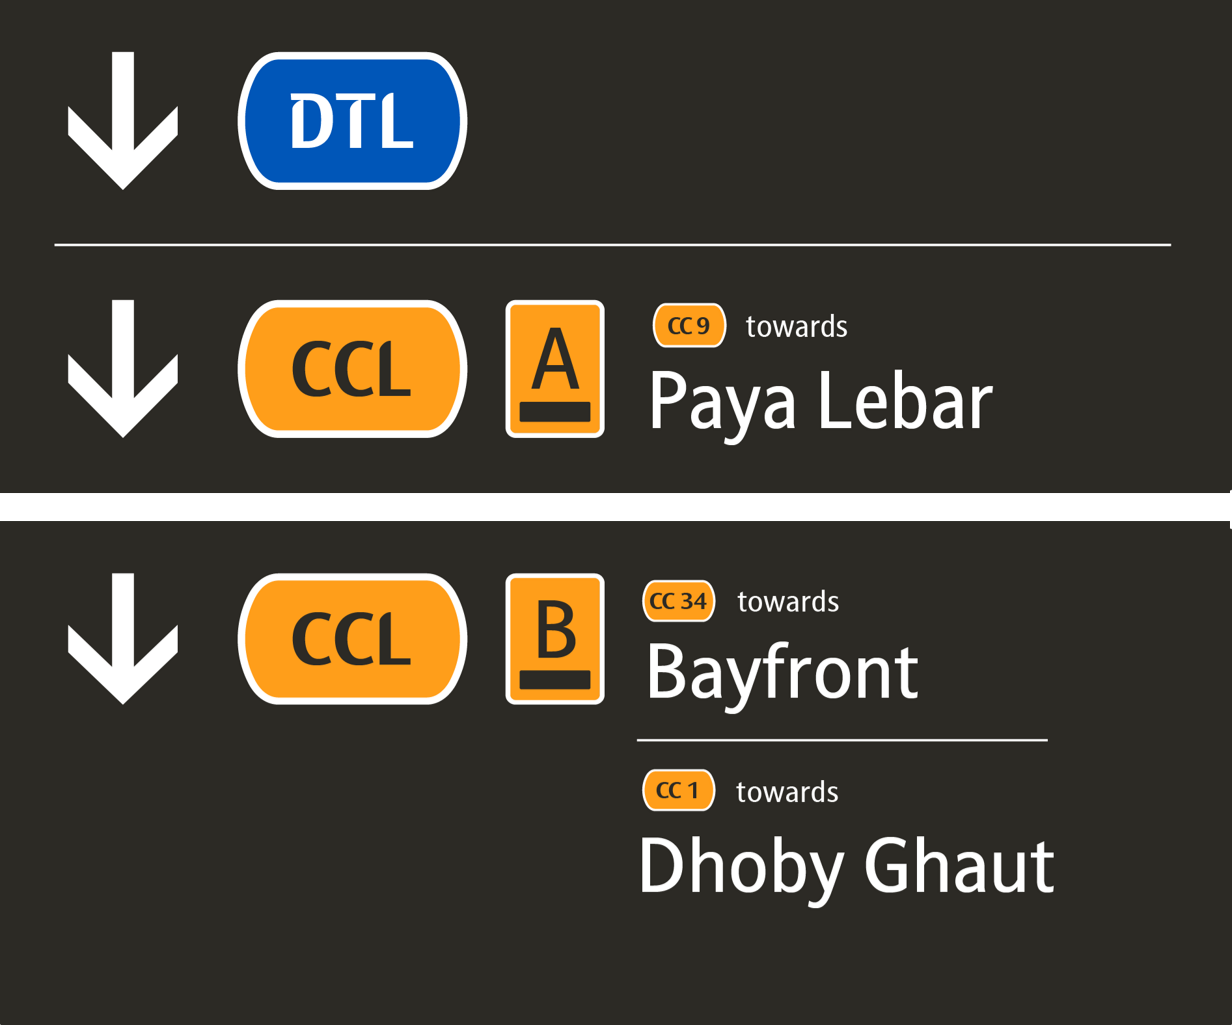 DTL
CCL A CC 9 towards
Paya Lebar
CCL B CC 34 towards
Bayfront
CC 1 towards
Dhoby Ghaut